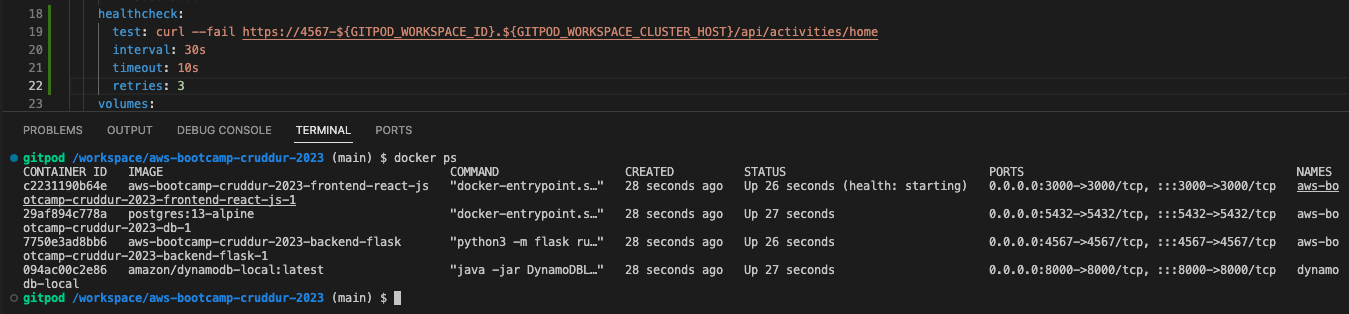 18 healthcheck:
19 test: curl --fail https://4567-${GITPOD_WORKSPACE_ID}.${GITPOD_WORKSPACE_CLUSTER_HOST}/api/activities/home
20 interval: 30s
21 timeout: 10s
22 retries: 3
23 volumes:
PROBLEMS OUTPUT DEBUG CONSOLE TERMINAL PORTS
gitpod /workspace/aws-bootcamp-cruddur-2023 (main) $ docker ps
CONTAINER ID IMAGE COMMAND CREATED STATUS PORTS NAMES
c2231190b64e aws-bootcamp-cruddur-2023-frontend-react-js "docker-entrypoint.s…" 28 seconds ago Up 26 seconds (health: starting) 0.0.0.0:3000->3000/tcp, :::3000->3000/tcp aws-bo
otcamp-cruddur-2023-frontend-react-js-1
29af894c778a postgres:13-alpine "docker-entrypoint.s…" 28 seconds ago Up 27 seconds 0.0.0.0:5432->5432/tcp, :::5432->5432/tcp aws-bo
otcamp-cruddur-2023-db-1
7750e3ad8bb6 aws-bootcamp-cruddur-2023-backend-flask "python3 -m flask ru…" 28 seconds ago Up 26 seconds 0.0.0.0:4567->4567/tcp, :::4567->4567/tcp aws-bo
otcamp-cruddur-2023-backend-flask-1
094ac00c2e86 amazon/dynamodb-local:latest "java -jar DynamoDBL…" 28 seconds ago Up 27 seconds 0.0.0.0:8000->8000/tcp, :::8000->8000/tcp dynamo
db-local
gitpod /workspace/aws-bootcamp-cruddur-2023 (main) $